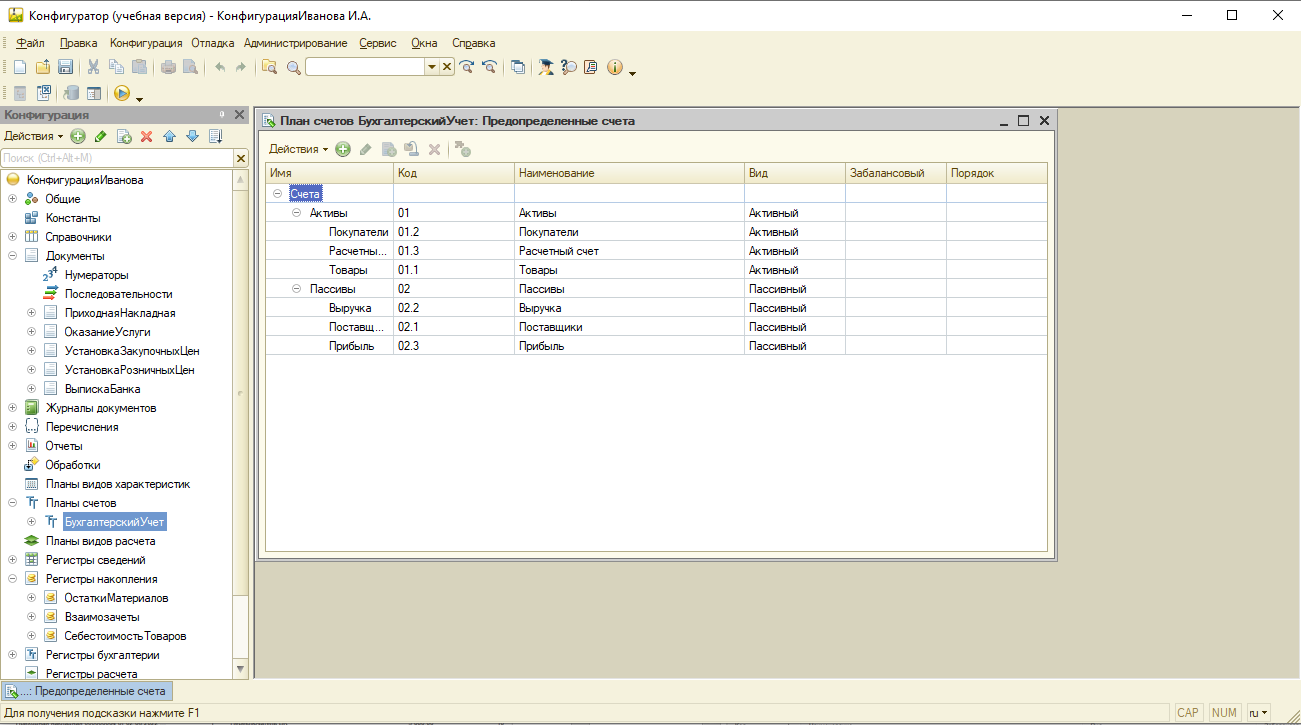 Конфигуратор (учебная версия) - КонфигурацияИванова И.А.
Файл Правка Конфигурация Отладка Администрирование Сервис Окна Справка
Конфигурация
Действия
Поиск (Ctrl+Alt+M)
КонфигурацияИванова
Общие
Константы
Справочники
Документы
Нумераторы
Последовательности
ПриходнаяНакладная
ОказаниеУслуги
УстановкаЗакупочныхЦен
УстановкаРозничныхЦен
ВыпискаБанка
Журналы документов
Перечисления
Отчеты
Обработки
Планы видов характеристик
Планы счетов
БухгалтерскийУчет
Планы видов расчета
Регистры сведений
Регистры накопления
ОстаткиМатериалов
Взаимозачеты
СебестоимостьТоваров
Регистры бухгалтерии
Регистры расчета
План счетов БухгалтерскийУчет: Предопределенные счета
Действия
Имя Код Наименование Вид Забалансовый Порядок
Счета
Активы 01 Активы Активный
Покупатели 01.2 Покупатели Активный
Расчетны... 01.3 Расчетный счет Активный
Товары 01.1 Товары Активный
Пассивы 02 Пассивы Пассивный
Выручка 02.2 Выручка Пассивный
Поставщ... 02.1 Поставщики Пассивный
Прибыль 02.3 Прибыль Пассивный
...: Предопределенные счета
Для получения подсказки нажмите F1
CAP NUM ru